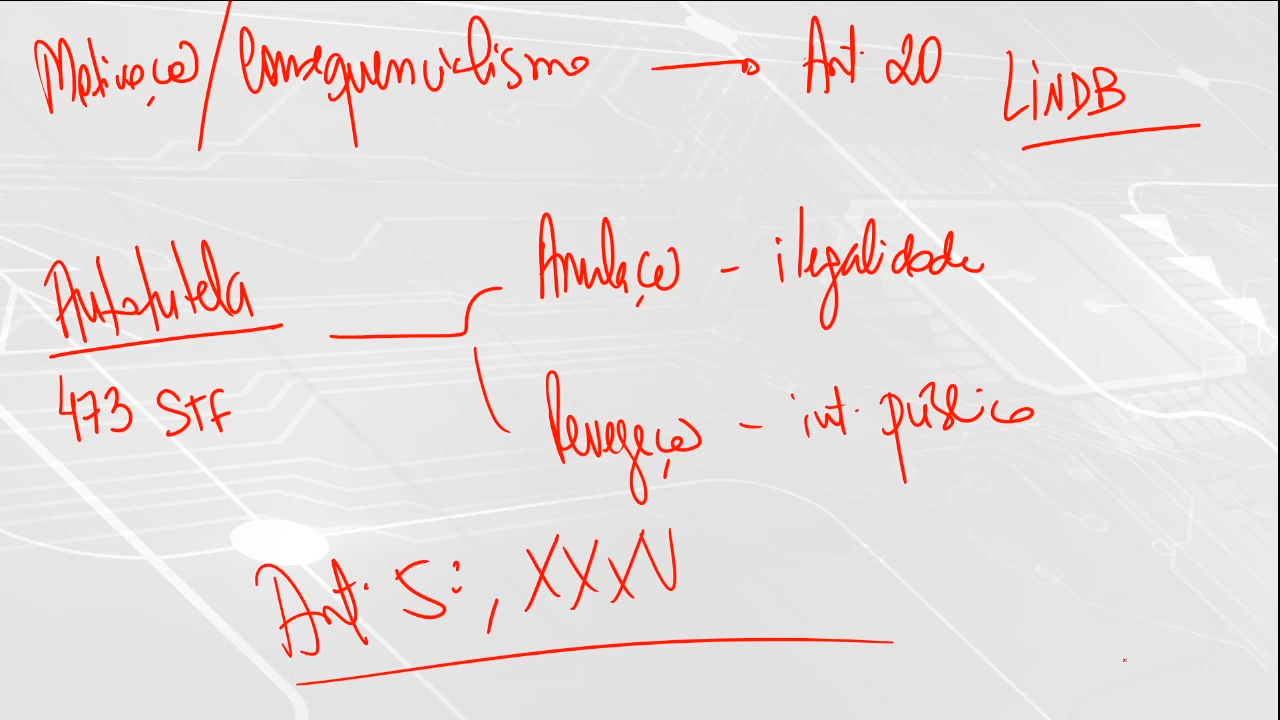 Motivação / Consequencialismo → Art. 20 LINDB
Autotutela
473 STF
Anulação - ilegalidade
Revogação - int. público
Art. 5º, XXXV